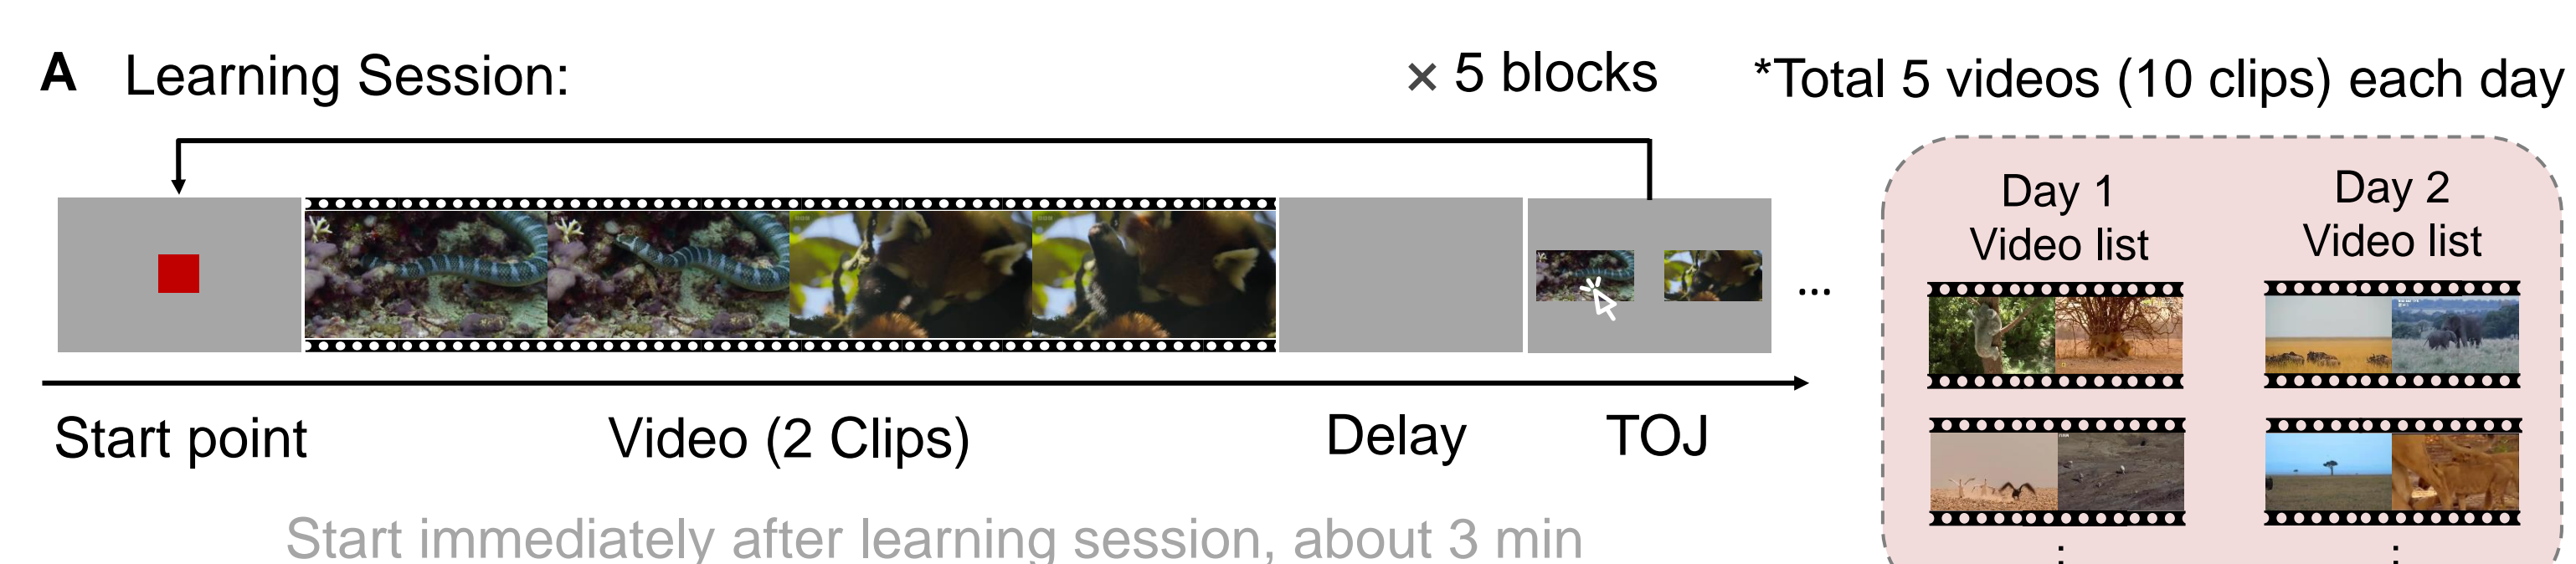 A Learning Session:
× 5 blocks
*Total 5 videos (10 clips) each day
Day 1
Video list
Day 2
Video list
...
Start point
Video (2 Clips)
Delay
TOJ
Start immediately after learning session, about 3 min